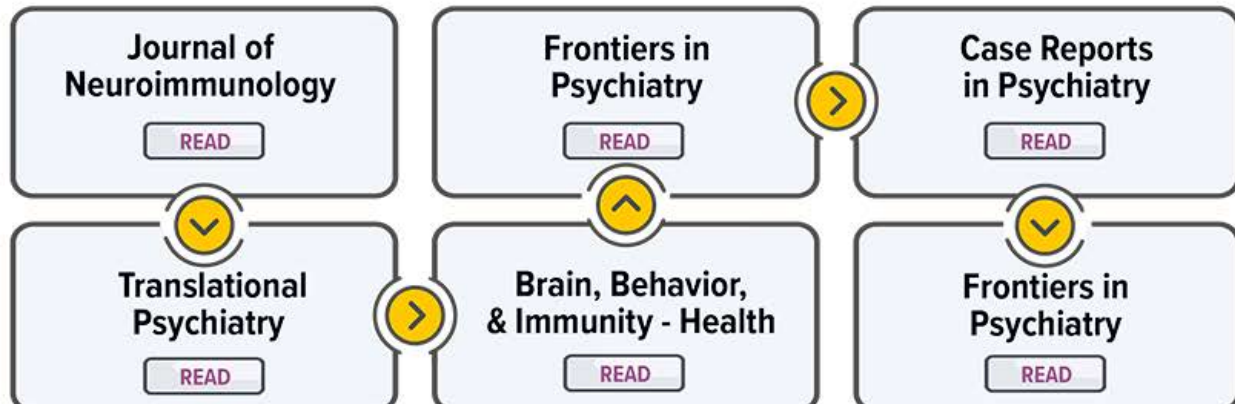 Journal of
Neuroimmunology
READ
Translational
Psychiatry
READ
Brain, Behavior,
& Immunity - Health
READ
Frontiers in
Psychiatry
READ
Case Reports
in Psychiatry
READ
Frontiers in
Psychiatry
READ